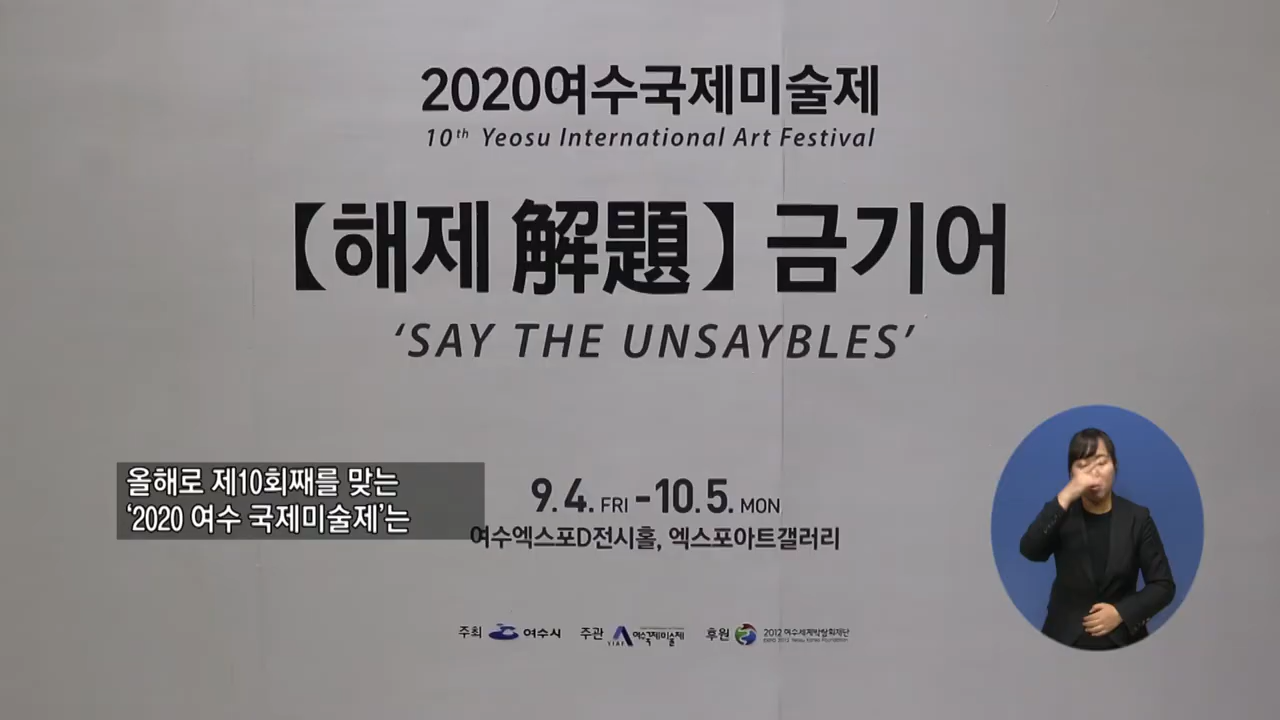 2020여수국제미술제
10th Yeosu International Art Festival
【해제 解題】 금기어
‘SAY THE UNSAYBLES’
올해로 제10회째를 맞는
‘2020 여수 국제미술제’는
9. 4. FRI - 10. 5. MON
여수엑스포D전시홀, 엑스포아트갤러리
주최 여수시 주관 YIAF 여수국제미술제 후원 2012 여수세계박람회재단